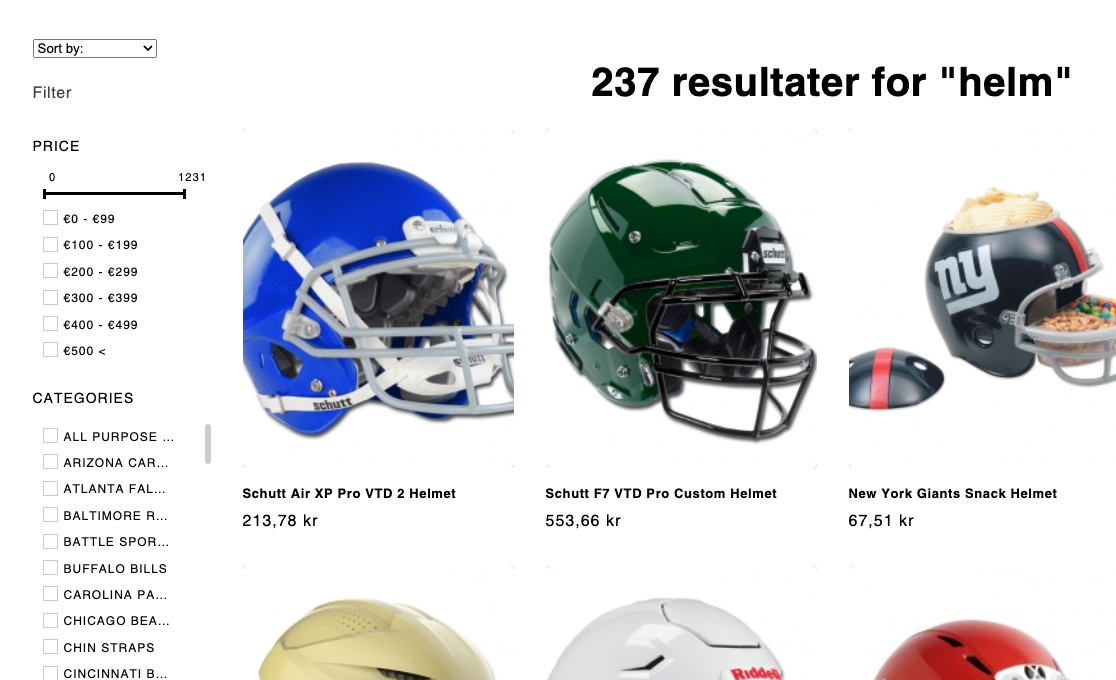 Sort by:
Filter
237 resultater for "helm"
PRICE
0 1231
€0 - €99
€100 - €199
€200 - €299
€300 - €399
€400 - €499
€500 <
CATEGORIES
ALL PURPOSE ...
ARIZONA CAR...
ATLANTA FAL...
BALTIMORE R...
BATTLE SPOR...
BUFFALO BILLS
CAROLINA PA...
CHICAGO BEA...
CHIN STRAPS
CINCINNATI B...
schutt
schutt
schutt
Schutt Air XP Pro VTD 2 Helmet
213,78 kr
schutt
Schutt F7 VTD Pro Custom Helmet
553,66 kr
ny
New York Giants Snack Helmet
67,51 kr
Riddell